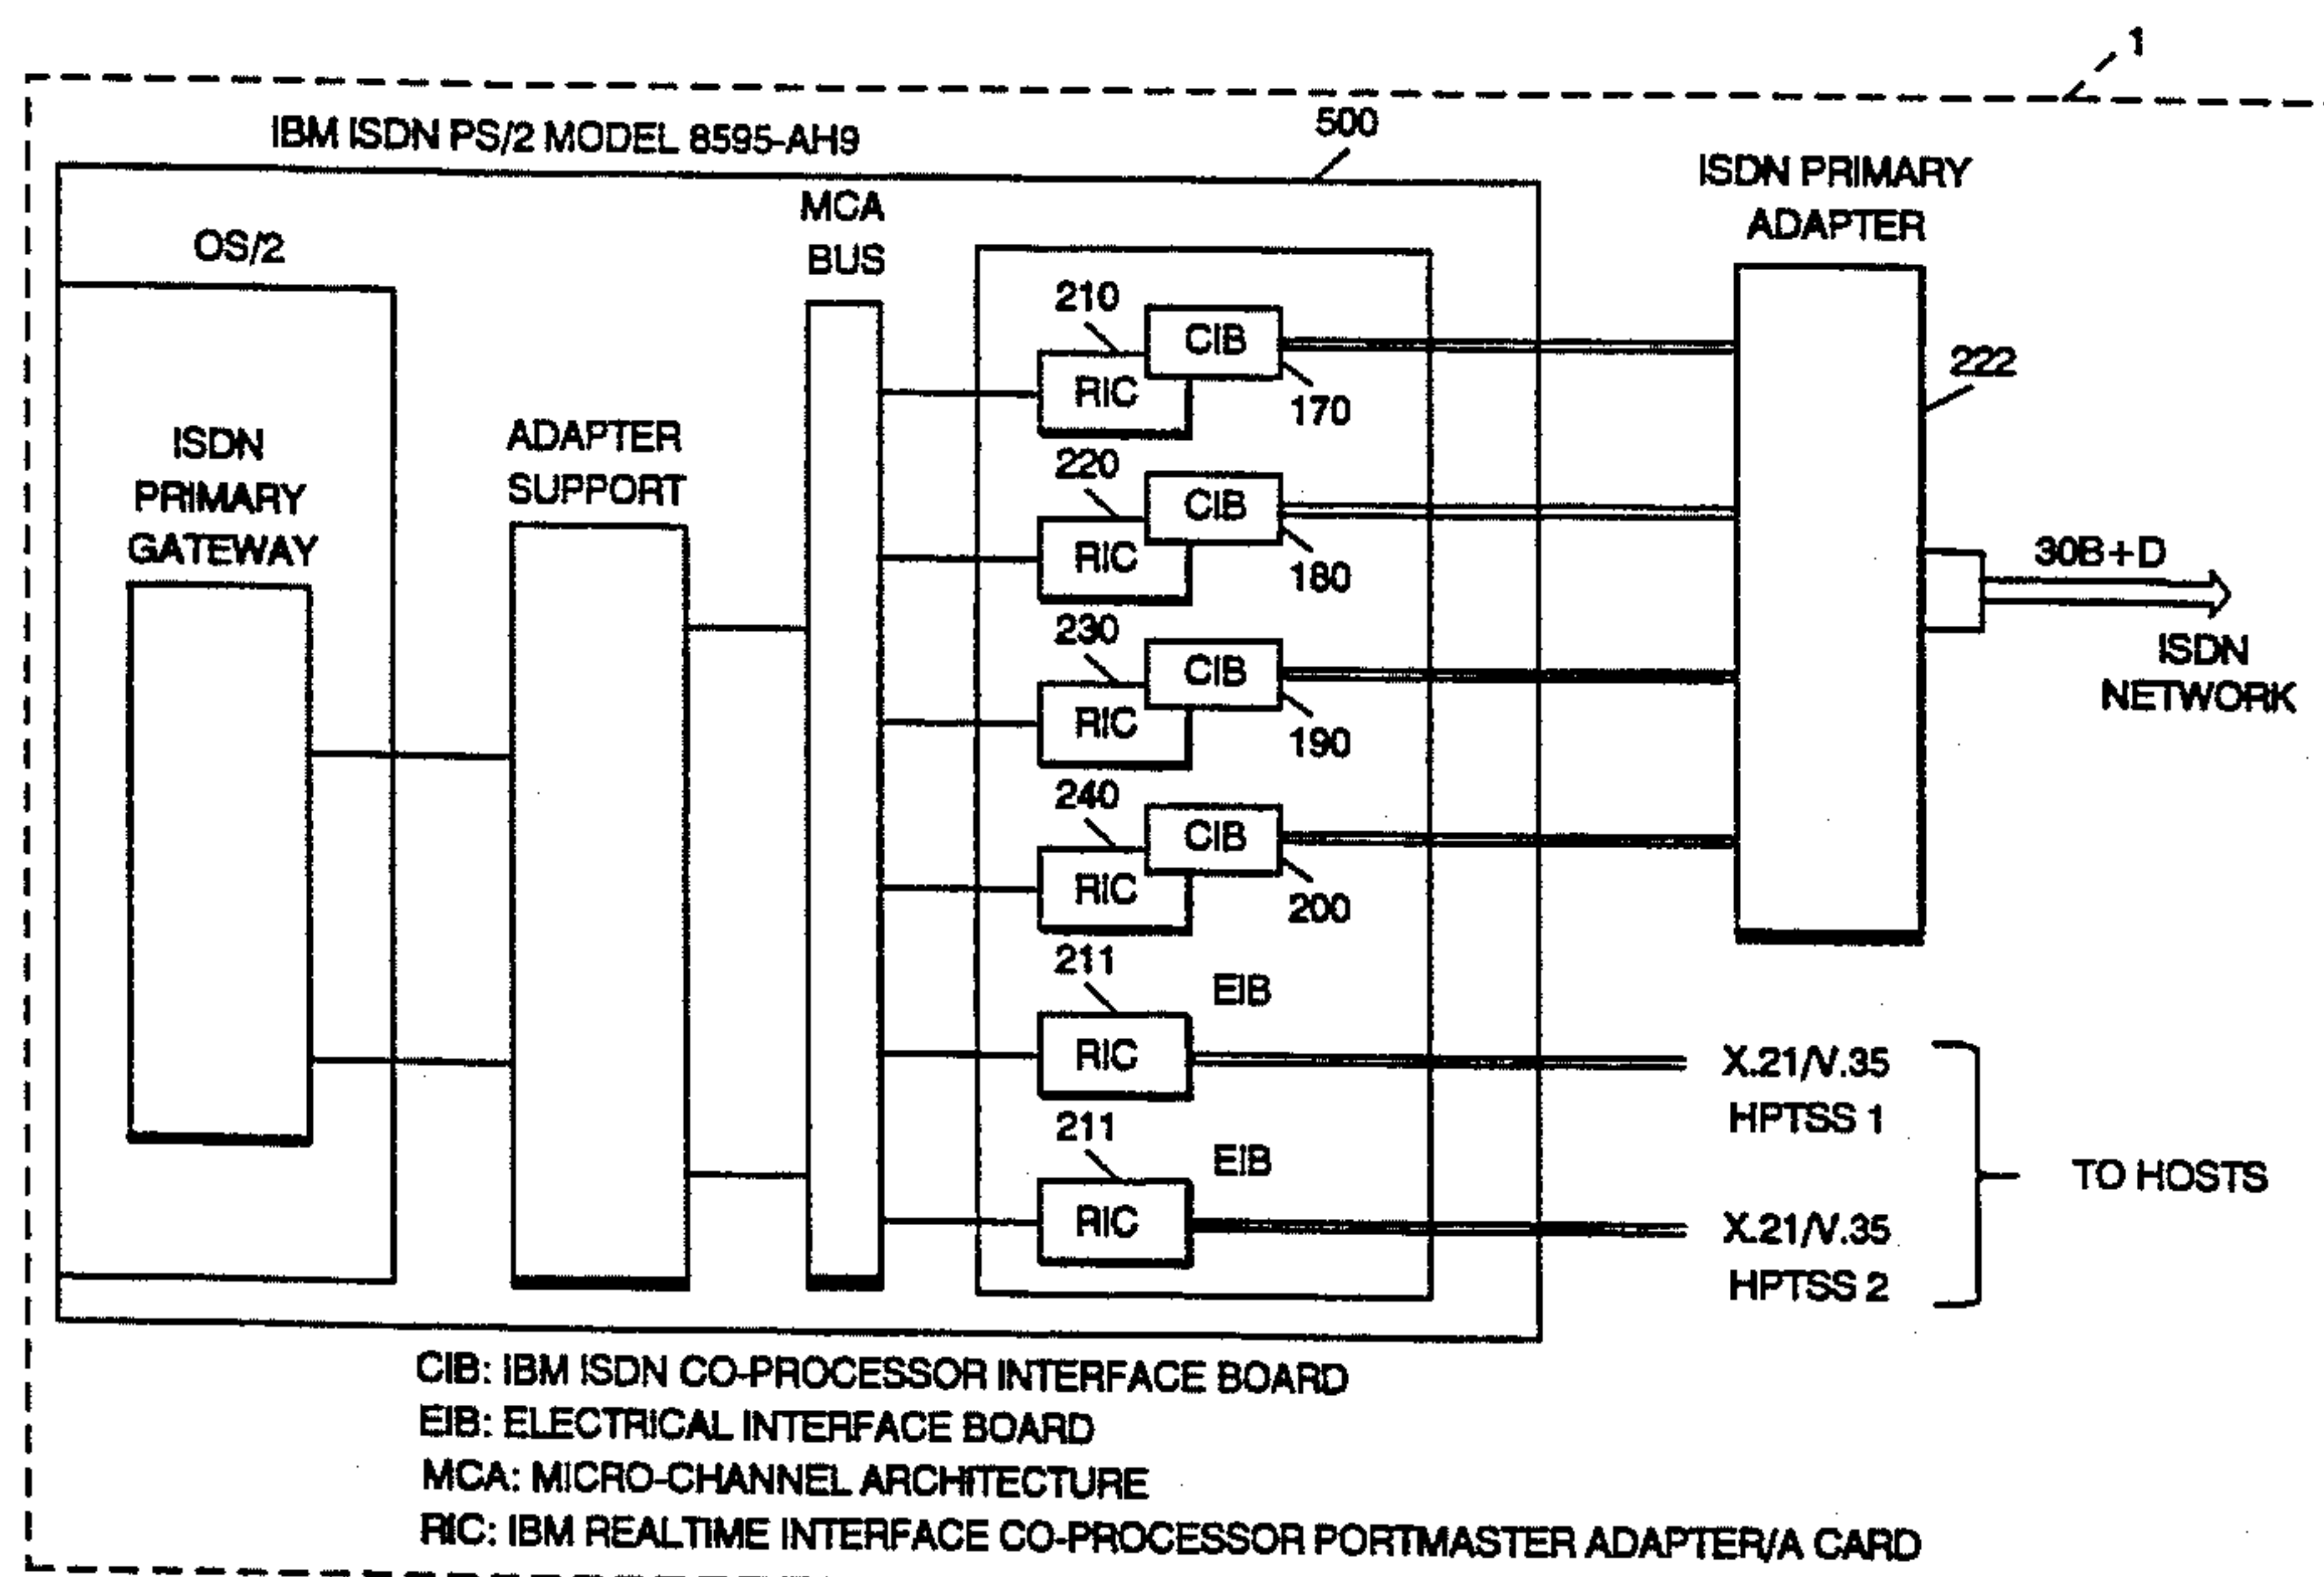 1
IBM ISDN PS/2 MODEL 8595-AH9
500
ISDN PRIMARY
ADAPTER
MCA
BUS
OS/2
210
CIB
RIC
170
222
ISDN
PRIMARY
GATEWAY
ADAPTER
SUPPORT
220
CIB
RIC
180
30B+D
ISDN
NETWORK
230
CIB
RIC
190
240
CIB
RIC
200
211
EIB
RIC
X.21/V.35
HPTSS 1
211
EIB
RIC
X.21/V.35
HPTSS 2
TO HOSTS
CIB: IBM ISDN CO-PROCESSOR INTERFACE BOARD
EIB: ELECTRICAL INTERFACE BOARD
MCA: MICRO-CHANNEL ARCHITECTURE
RIC: IBM REALTIME INTERFACE CO-PROCESSOR PORTMASTER ADAPTER/A CARD